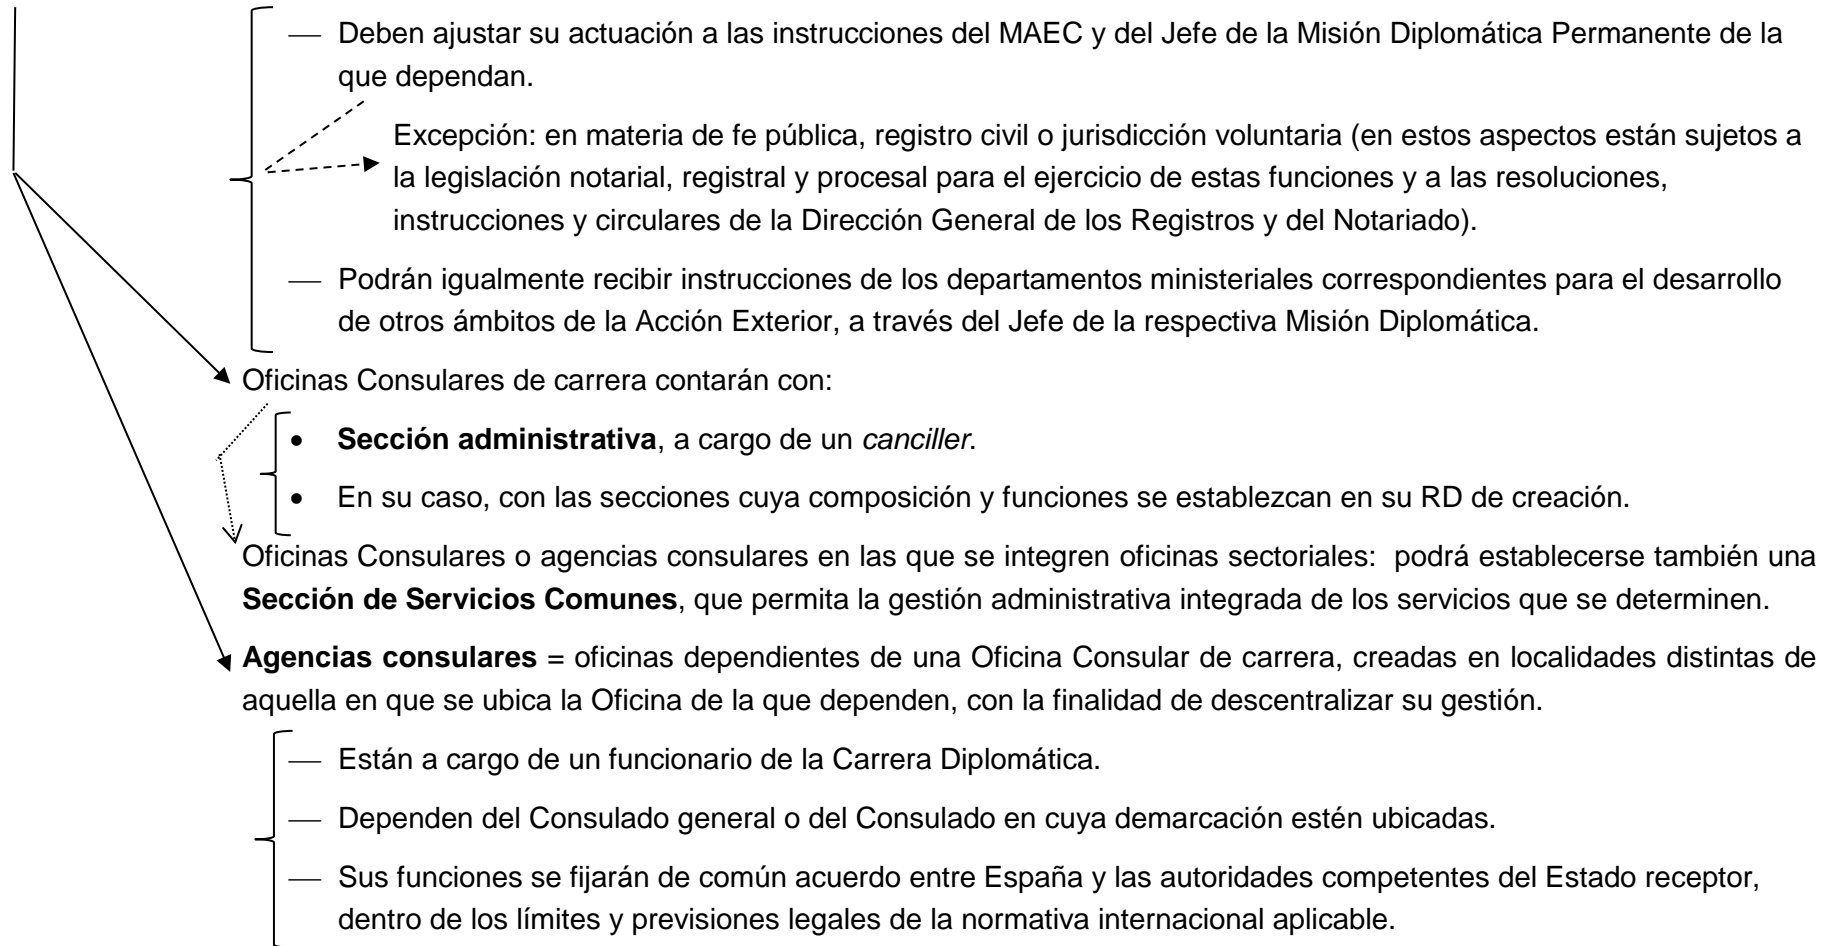 — Deben ajustar su actuación a las instrucciones del MAEC y del Jefe de la Misión Diplomática Permanente de la
que dependan.
Excepción: en materia de fe pública, registro civil o jurisdicción voluntaria (en estos aspectos están sujetos a
la legislación notarial, registral y procesal para el ejercicio de estas funciones y a las resoluciones,
instrucciones y circulares de la Dirección General de los Registros y del Notariado).
— Podrán igualmente recibir instrucciones de los departamentos ministeriales correspondientes para el desarrollo
de otros ámbitos de la Acción Exterior, a través del Jefe de la respectiva Misión Diplomática.
Oficinas Consulares de carrera contarán con:
• Sección administrativa, a cargo de un canciller.
• En su caso, con las secciones cuya composición y funciones se establezcan en su RD de creación.
Oficinas Consulares o agencias consulares en las que se integren oficinas sectoriales: podrá establecerse también una
Sección de Servicios Comunes, que permita la gestión administrativa integrada de los servicios que se determinen.
Agencias consulares = oficinas dependientes de una Oficina Consular de carrera, creadas en localidades distintas de
aquella en que se ubica la Oficina de la que dependen, con la finalidad de descentralizar su gestión.
— Están a cargo de un funcionario de la Carrera Diplomática.
— Dependen del Consulado general o del Consulado en cuya demarcación estén ubicadas.
— Sus funciones se fijarán de común acuerdo entre España y las autoridades competentes del Estado receptor,
dentro de los límites y previsiones legales de la normativa internacional aplicable.